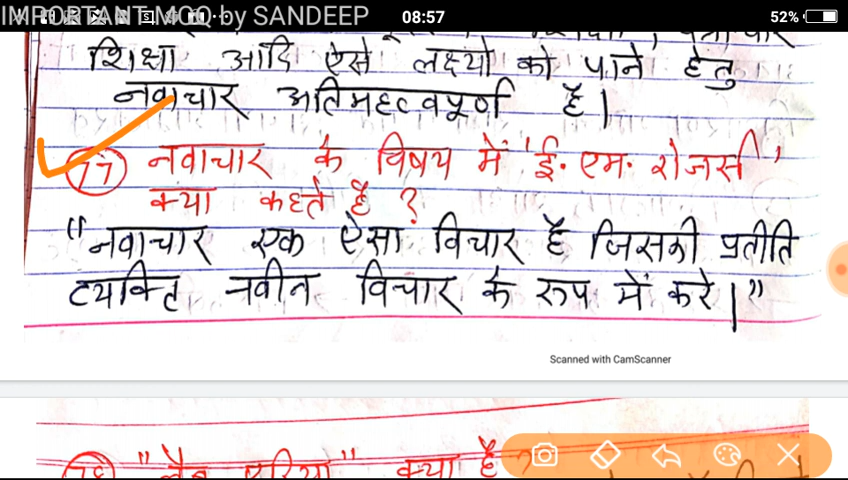 IMPORTANT MCQ by SANDEEP
08:57
52%
शिक्षा आदि ऐसे लक्ष्यो को पाने हेतु
नवाचार अतिमहत्वपूर्ण है।
77 नवाचार के विषय में 'ई. एम. रोजर्स'
क्या कहते है ?
"नवाचार एक ऐसा विचार है जिसकी प्रतीति
व्यक्ति नवीन विचार के रूप में करे।"
Scanned with CamScanner
क्या है ?